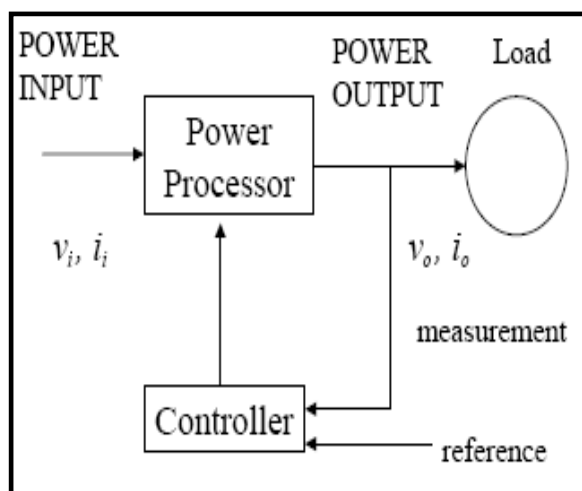 POWER
INPUT
POWER
OUTPUT
Load
Power
Processor
vᵢ, iᵢ
vₒ, iₒ
measurement
Controller
reference